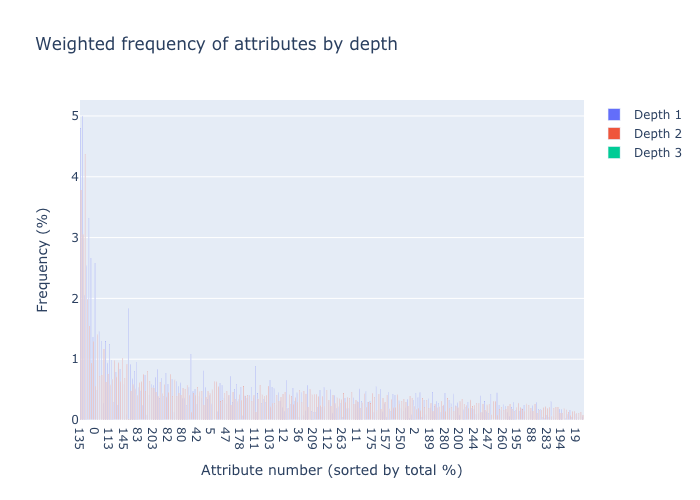 Weighted frequency of attributes by depth
Depth 1
Depth 2
Depth 3
Frequency (%)
5
4
3
2
1
0
135 0 113 145 83 203 82 80 42 5 47 178 111 103 12 36 209 112 263 11 175 157 250 2 189 280 200 244 247 260 295 88 283 194 19
Attribute number (sorted by total %)